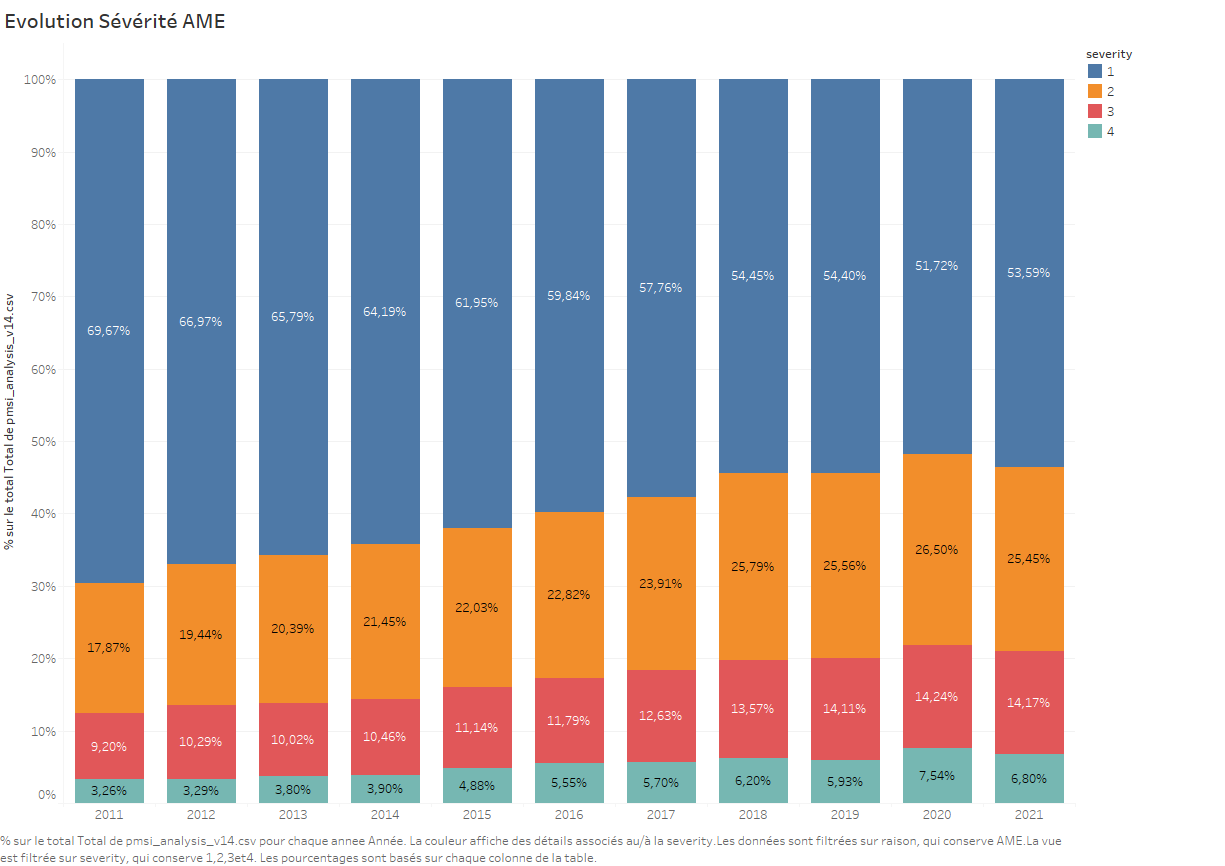 Evolution Sévérité AME
severity
1
2
3
4
% sur le total Total de pmsi_analysis_v14.csv
100%
90%
80%
70%
60%
50%
40%
30%
20%
10%
0%
69,67% 66,97% 65,79% 64,19% 61,95% 59,84% 57,76% 54,45% 54,40% 51,72% 53,59%
17,87% 19,44% 20,39% 21,45% 22,03% 22,82% 23,91% 25,79% 25,56% 26,50% 25,45%
9,20% 10,29% 10,02% 10,46% 11,14% 11,79% 12,63% 13,57% 14,11% 14,24% 14,17%
3,26% 3,29% 3,80% 3,90% 4,88% 5,55% 5,70% 6,20% 5,93% 7,54% 6,80%
2011 2012 2013 2014 2015 2016 2017 2018 2019 2020 2021
% sur le total Total de pmsi_analysis_v14.csv pour chaque annee Année. La couleur affiche des détails associés au/à la severity.Les données sont filtrées sur raison, qui conserve AME.La vue
est filtrée sur severity, qui conserve 1,2,3et4. Les pourcentages sont basés sur chaque colonne de la table.